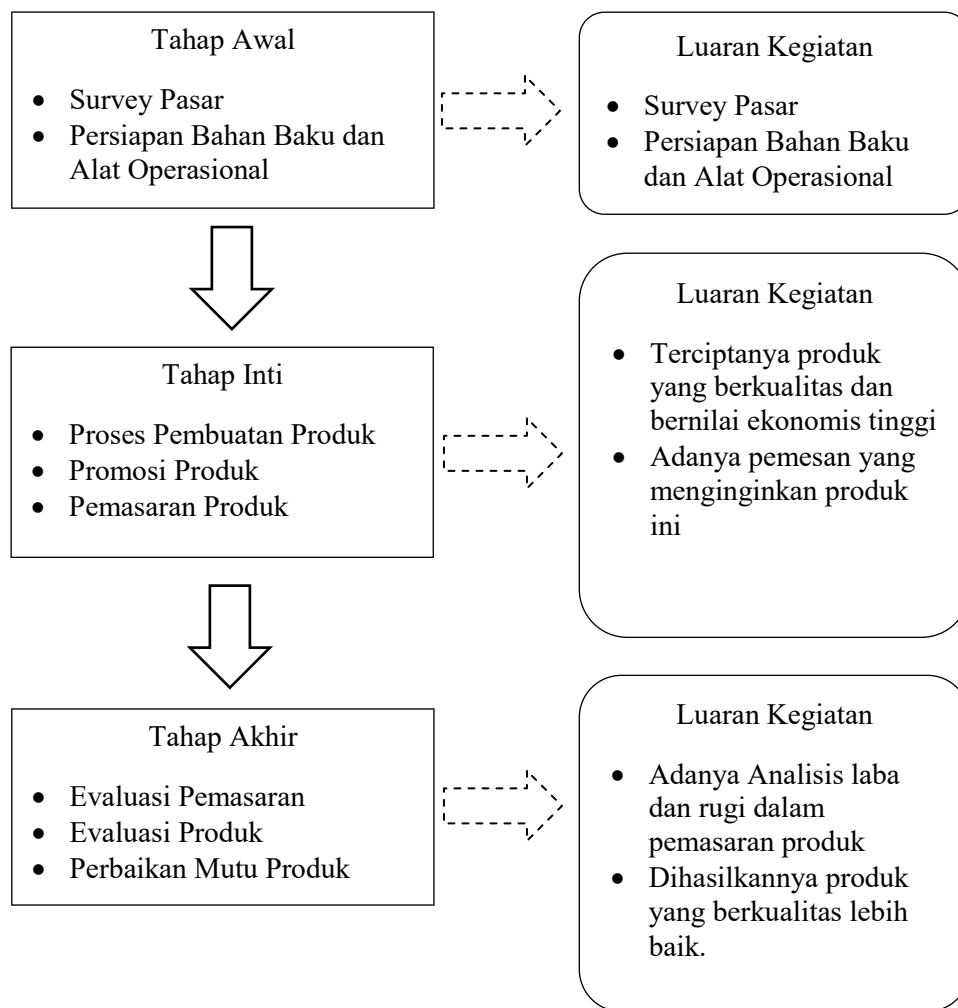 Tahap Awal
• Survey Pasar
• Persiapan Bahan Baku dan
Alat Operasional
Luaran Kegiatan
• Survey Pasar
• Persiapan Bahan Baku
dan Alat Operasional
Tahap Inti
• Proses Pembuatan Produk
• Promosi Produk
• Pemasaran Produk
Luaran Kegiatan
• Terciptanya produk
yang berkualitas dan
bernilai ekonomis tinggi
• Adanya pemesan yang
menginginkan produk
ini
Tahap Akhir
• Evaluasi Pemasaran
• Evaluasi Produk
• Perbaikan Mutu Produk
Luaran Kegiatan
• Adanya Analisis laba
dan rugi dalam
pemasaran produk
• Dihasilkannya produk
yang berkualitas lebih
baik.